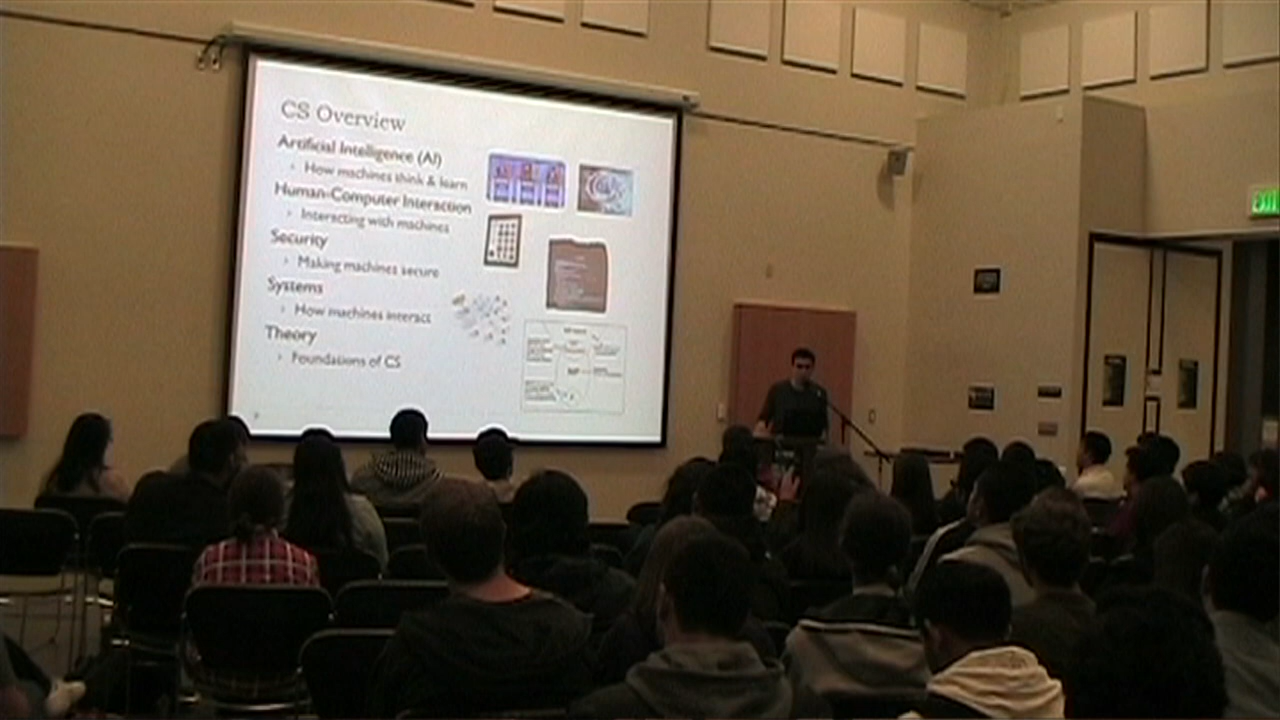 CS Overview
Artificial Intelligence (AI)
How machines think & learn
Human-Computer Interaction
Interacting with machines
Security
Making machines secure
Systems
How machines interact
Theory
Foundations of CS
EXIT